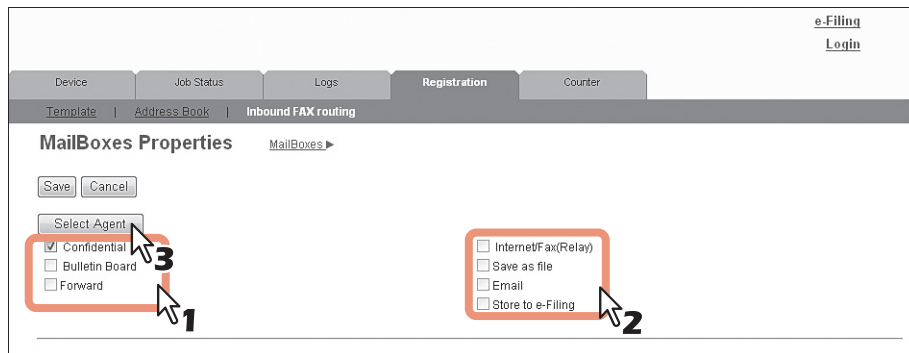 e-Filing
Login
Device Job Status Logs Registration Counter
Template | Address Book | Inbound FAX routing
MailBoxes Properties MailBoxes ▶
Save Cancel
Select Agent
Confidential Internet/Fax(Relay)
3
Bulletin Board Save as file
Forward Email
Store to e-Filing
1 2